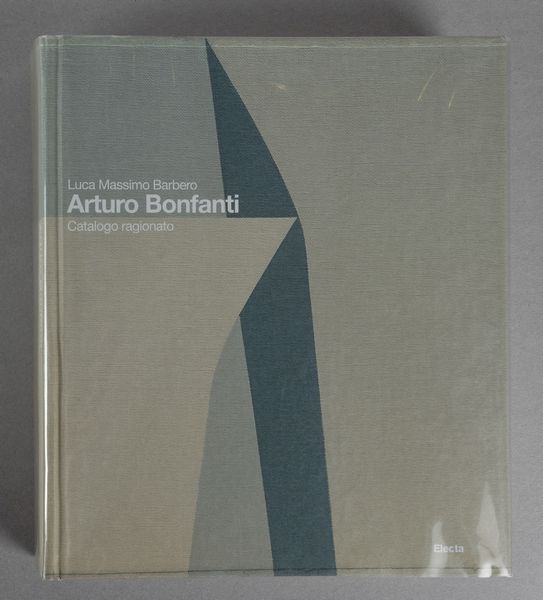 Luca Massimo Barbero
Arturo Bonfanti
Catalogo ragionato
Electa